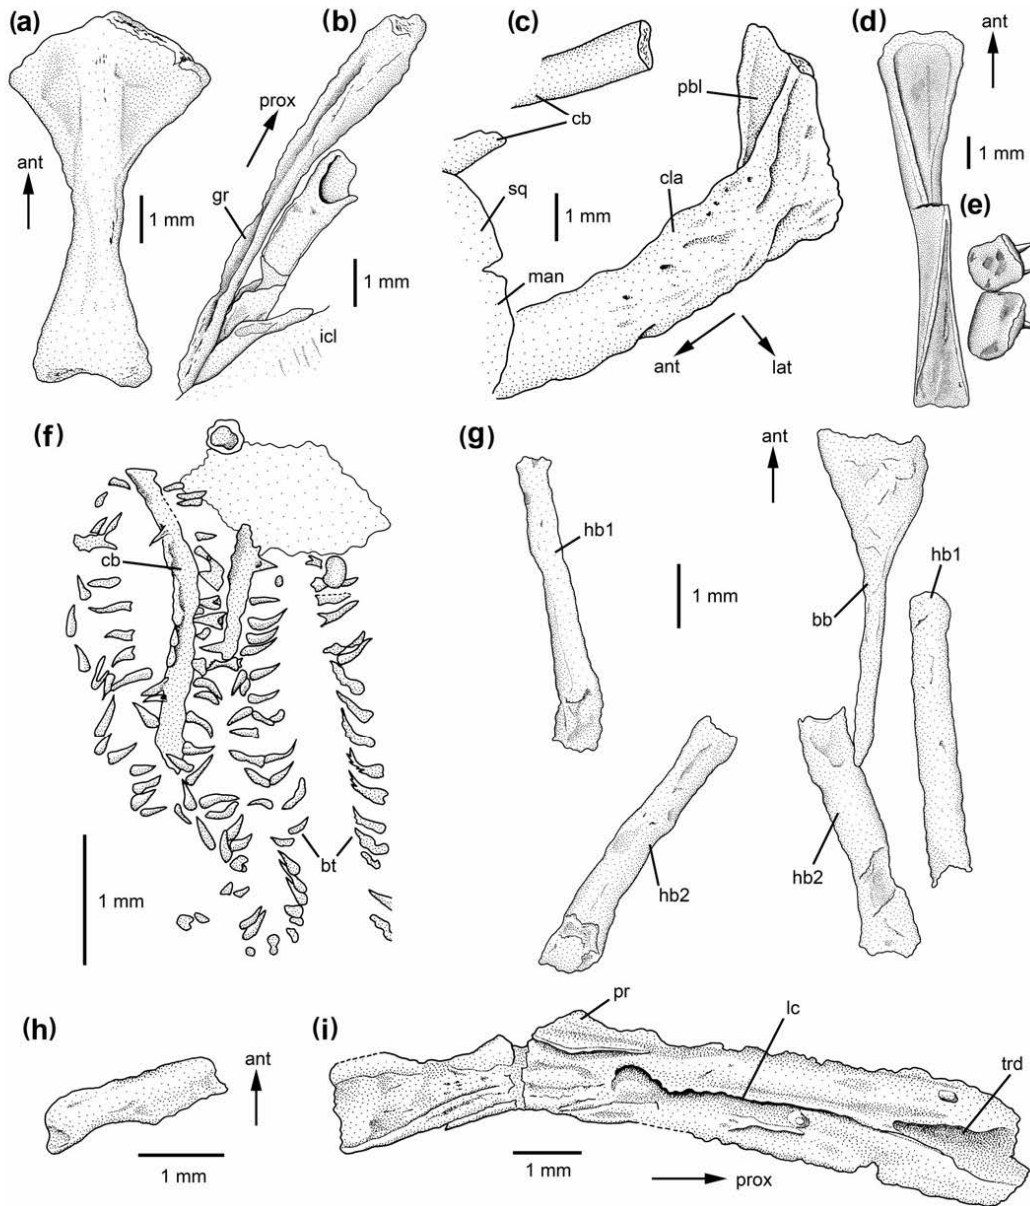 (a)
ant
1 mm
(b)
prox
gr
1 mm
icl
(c)
cb
pbl
sq
1 mm
cla
man
ant
lat
(d)
ant
1 mm
(e)
(f)
cb
bt
1 mm
(g)
ant
hb1
1 mm
bb
hb1
hb2
hb2
(h)
ant
1 mm
(i)
pr
lc
trd
1 mm
prox